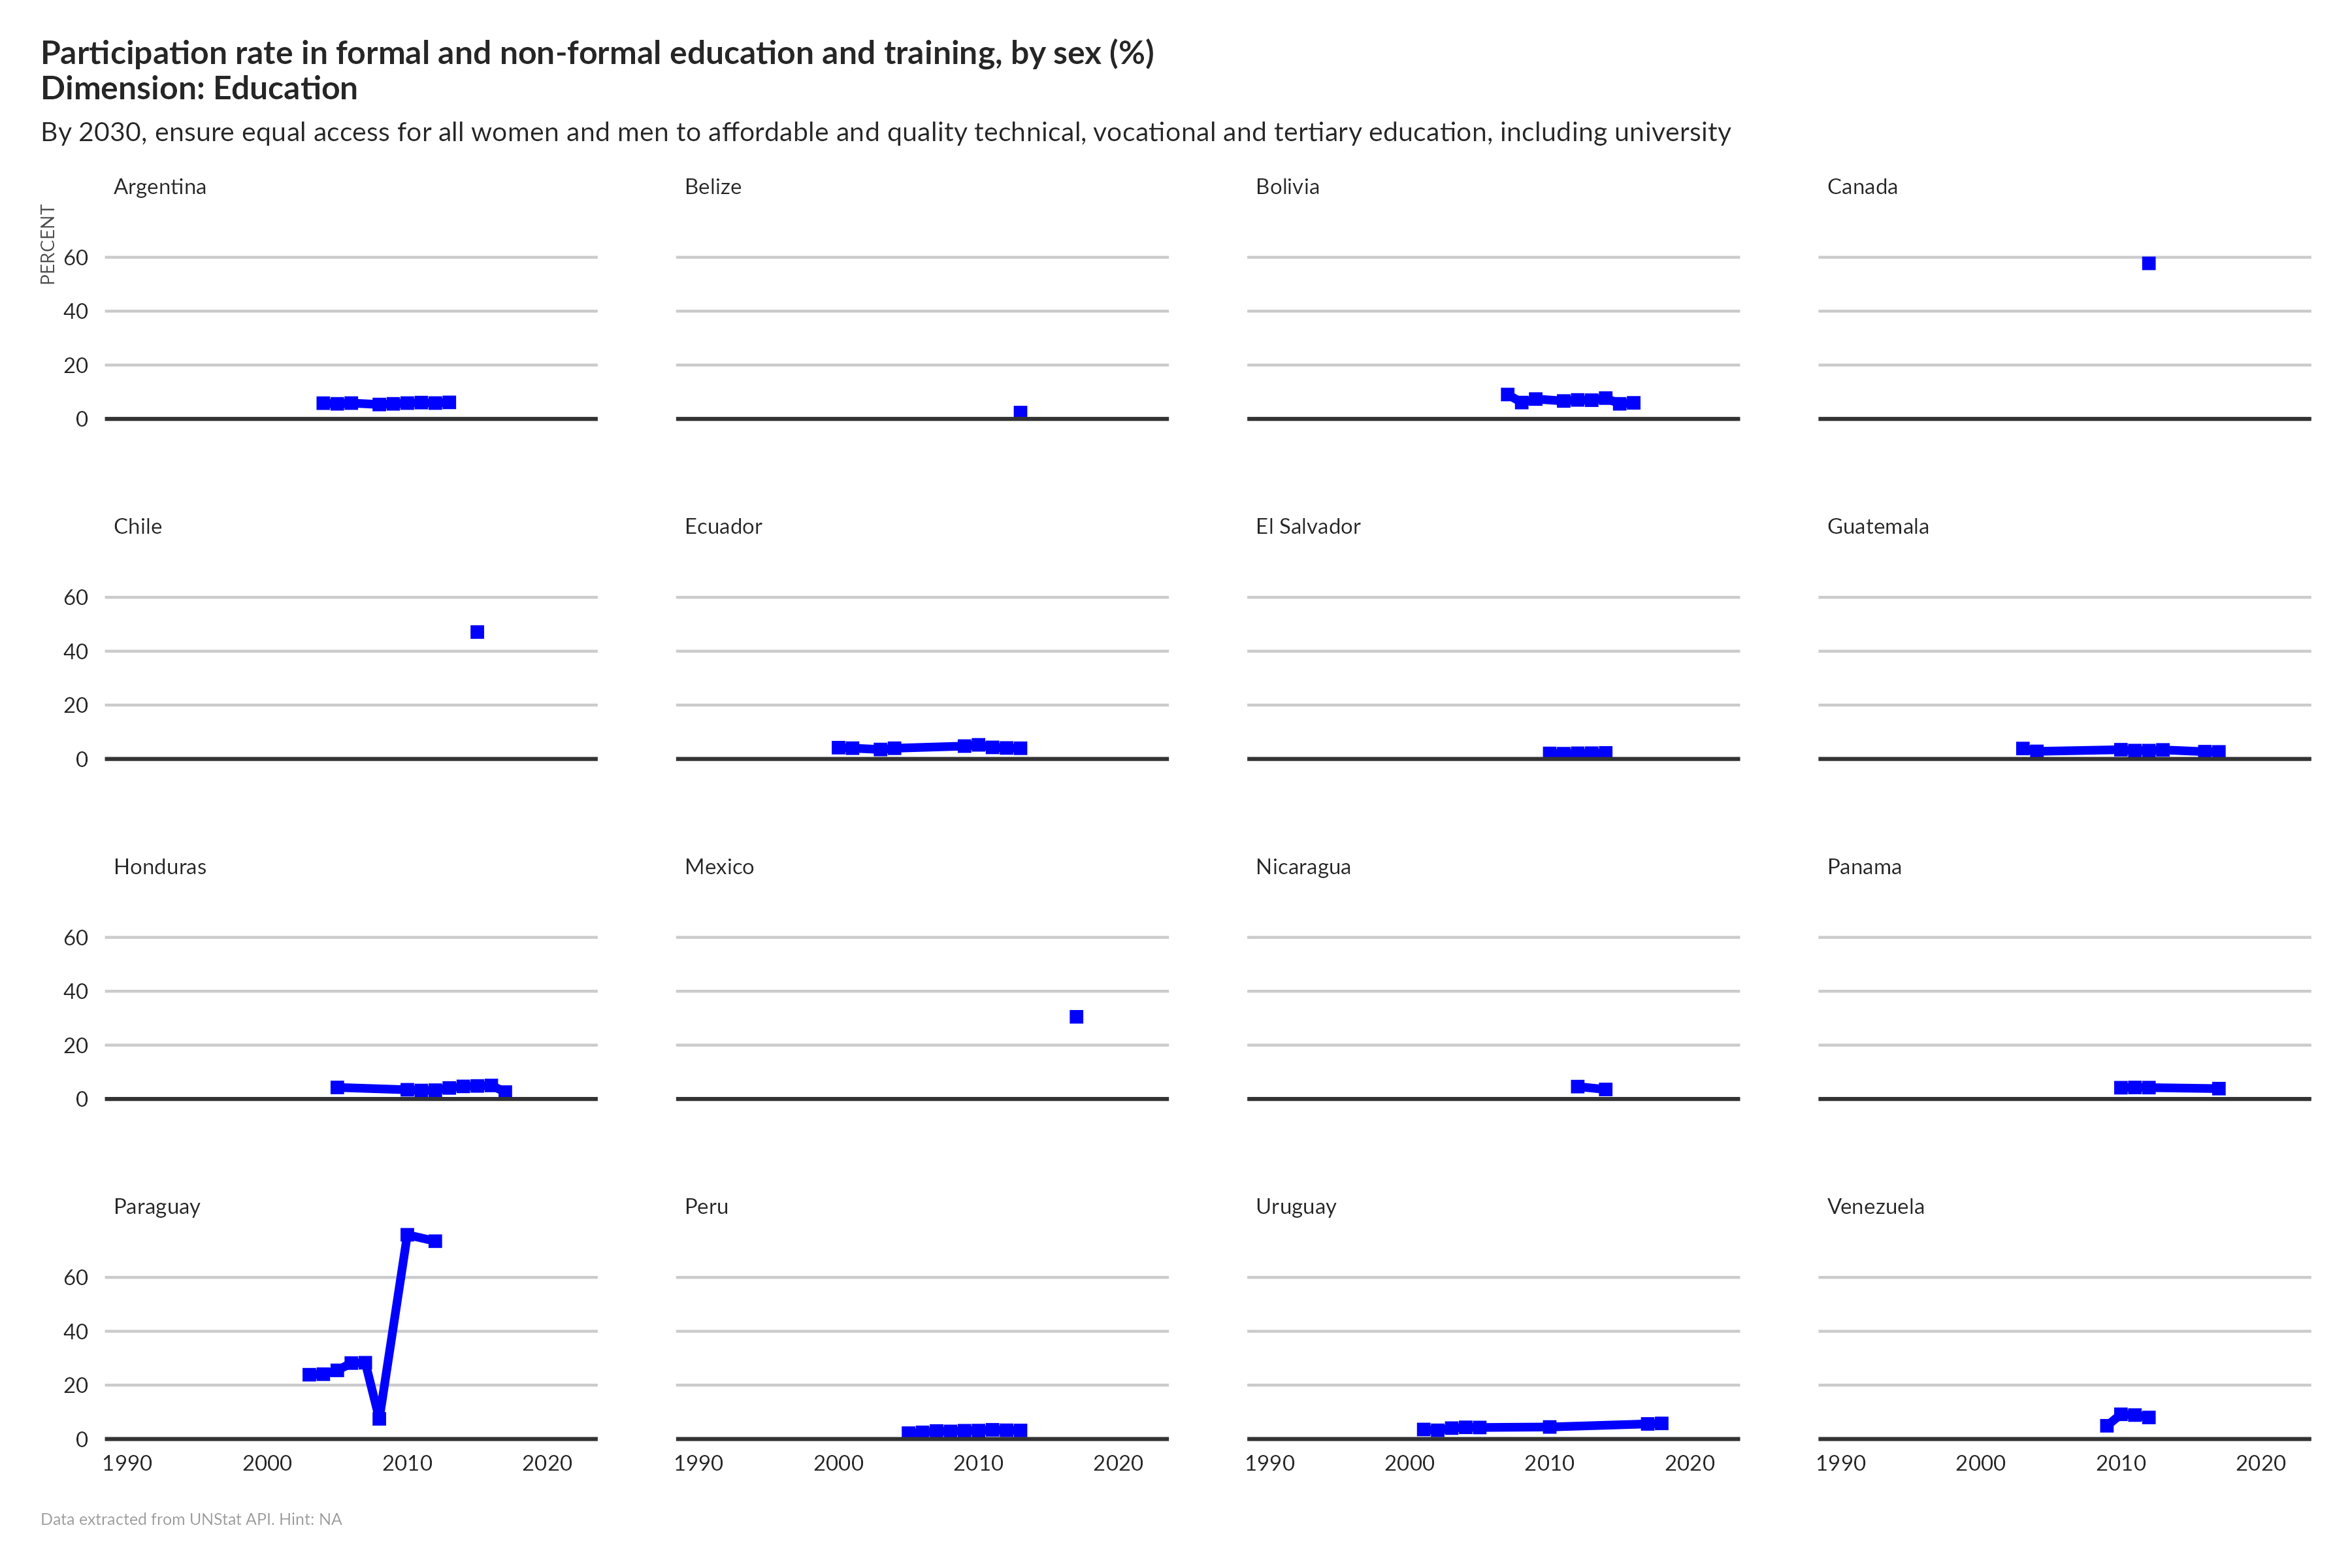 Participation rate in formal and non-formal education and training, by sex (%)
Dimension: Education
By 2030, ensure equal access for all women and men to affordable and quality technical, vocational and tertiary education, including university
Argentina
Belize
Bolivia
Canada
PERCENT
60
40
20
0
Chile
Ecuador
El Salvador
Guatemala
60
40
20
0
Honduras
Mexico
Nicaragua
Panama
60
40
20
0
Paraguay
Peru
Uruguay
Venezuela
60
40
20
0
1990 2000 2010 2020 1990 2000 2010 2020 1990 2000 2010 2020 1990 2000 2010 2020
Data extracted from UNStat API. Hint: NA